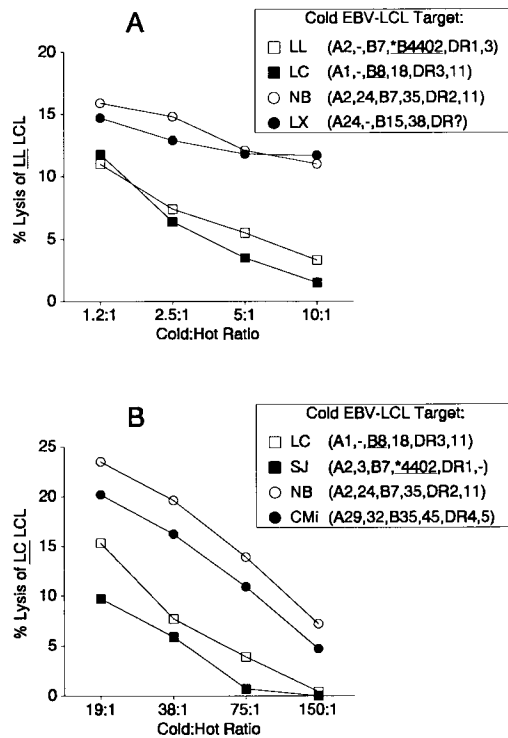 A
Cold EBV-LCL Target:
LL (A2,-,B7,*B4402,DR1,3)
LC (A1,-,B8,18,DR3,11)
NB (A2,24,B7,35,DR2,11)
LX (A24,-,B15,38,DR?)
% Lysis of LL LCL
20
15
10
5
0
1.2:1 2.5:1 5:1 10:1
Cold:Hot Ratio
B
Cold EBV-LCL Target:
LC (A1,-,B8,18,DR3,11)
SJ (A2,3,B7,*4402,DR1,-)
NB (A2,24,B7,35,DR2,11)
CMi (A29,32,B35,45,DR4,5)
% Lysis of LC LCL
25
20
15
10
5
0
19:1 38:1 75:1 150:1
Cold:Hot Ratio